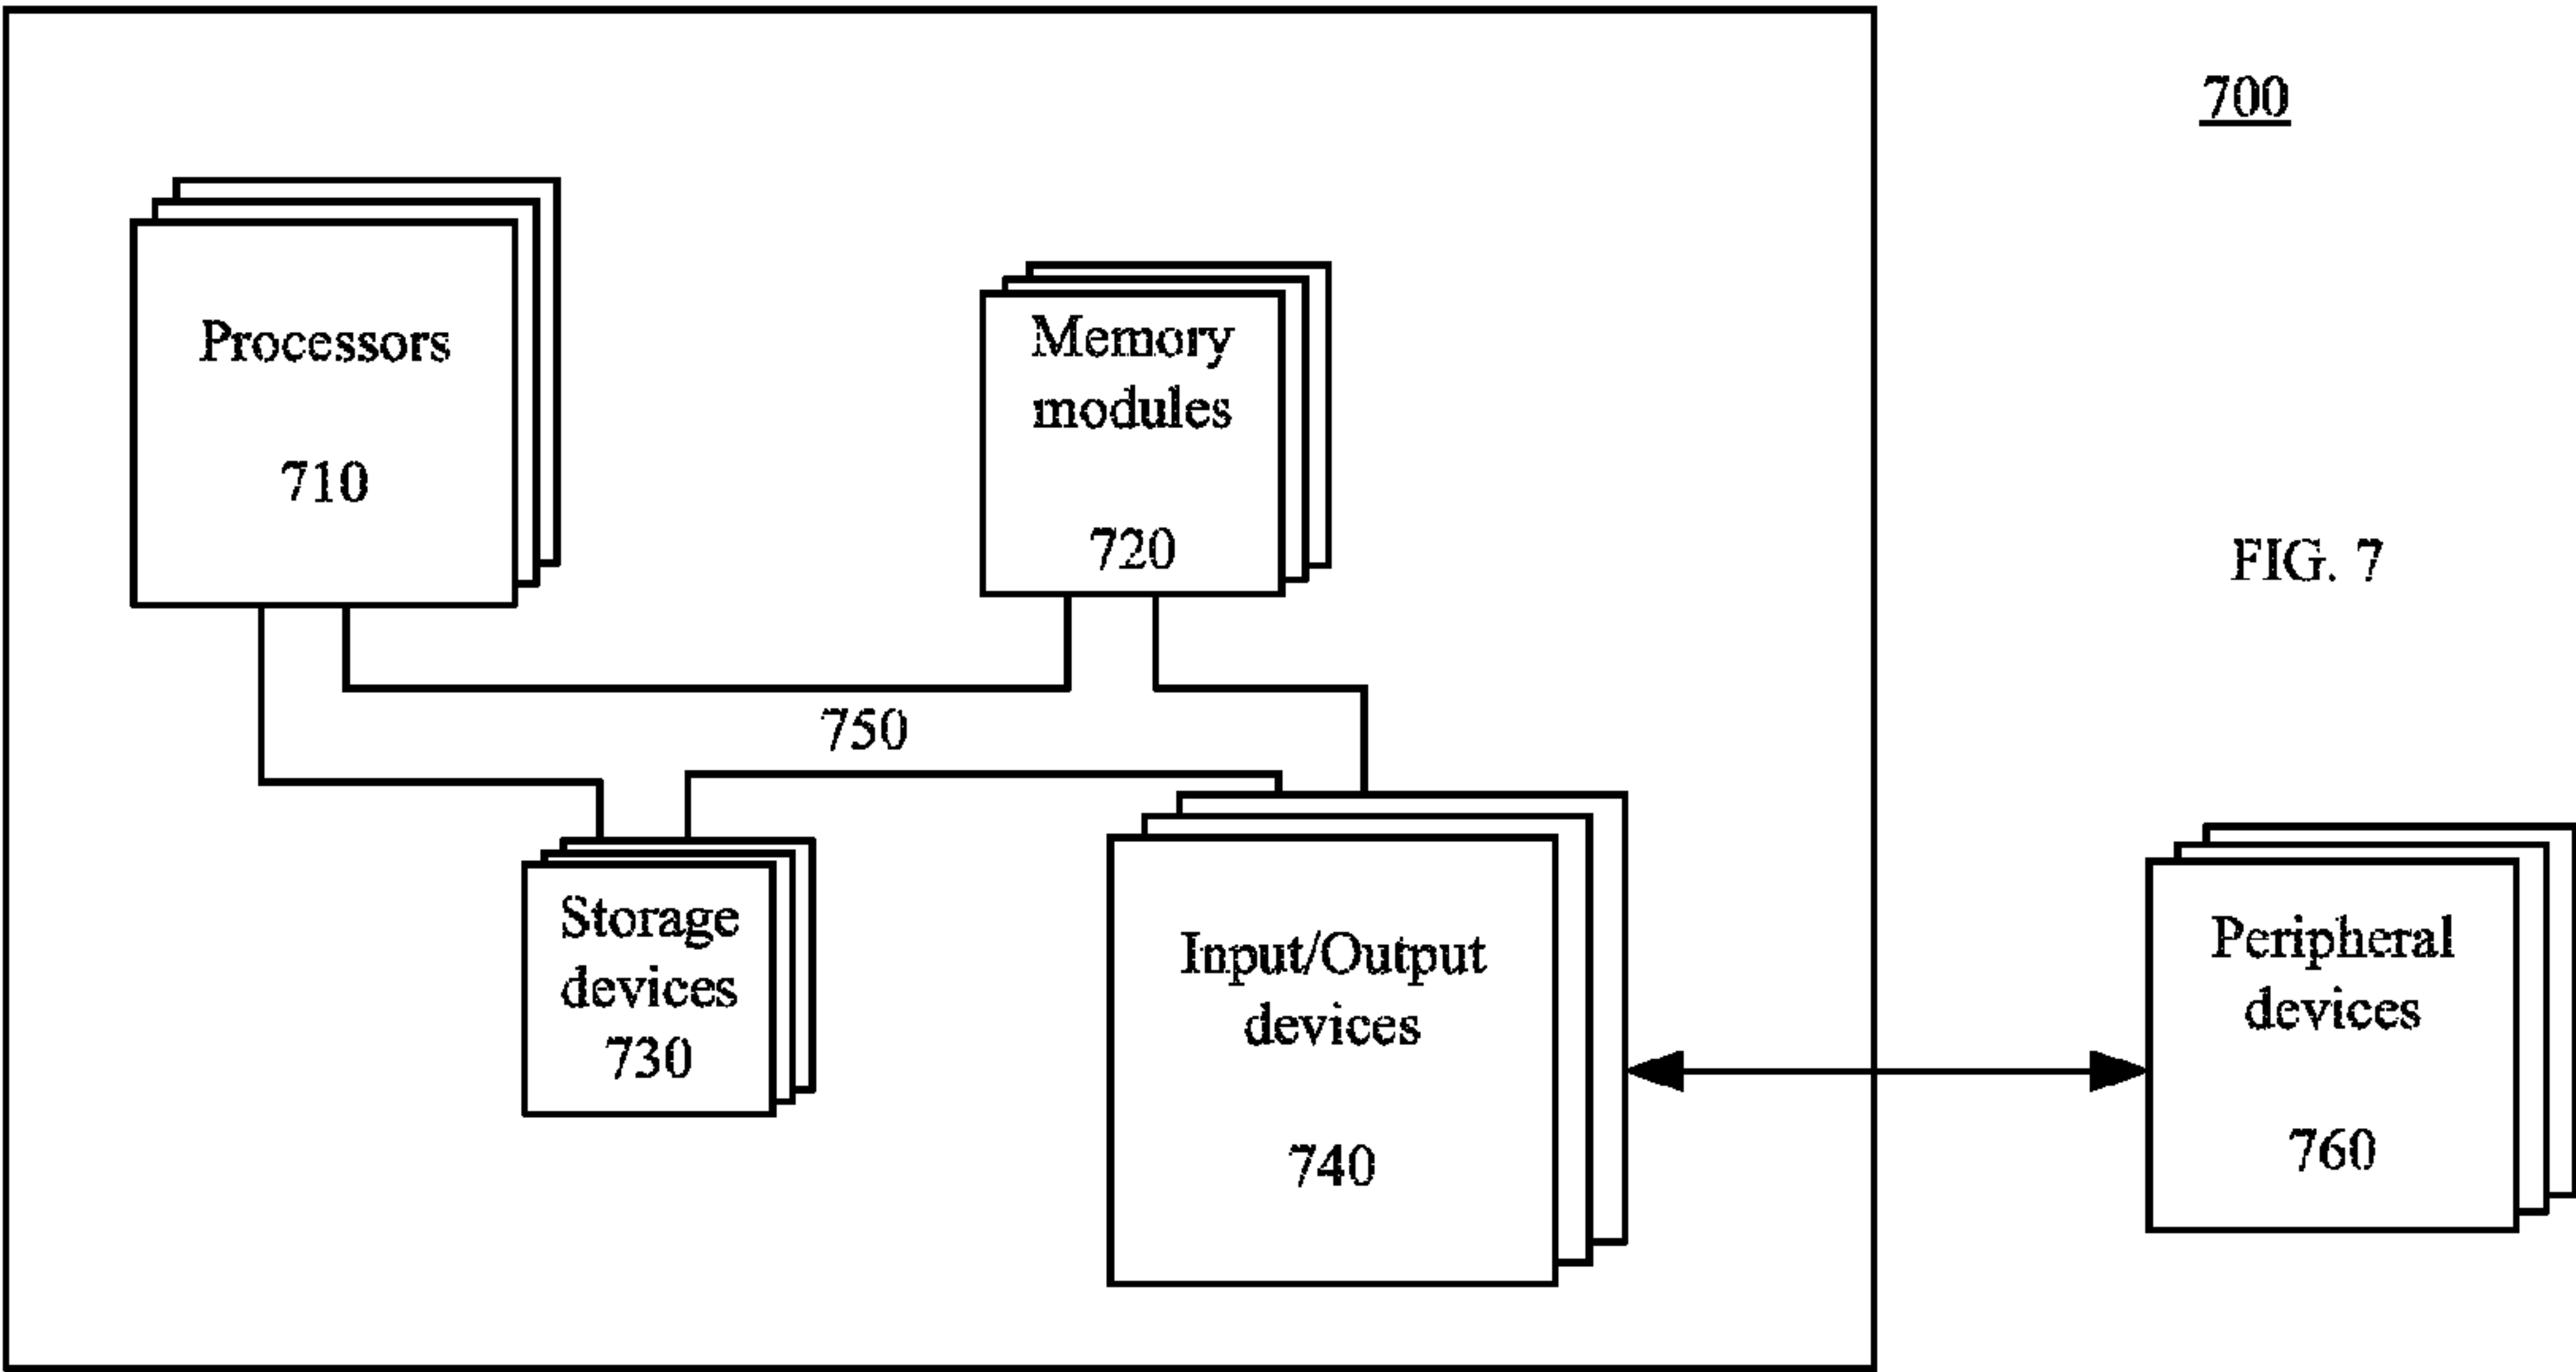 700
Processors
710
Memory
modules
720
FIG. 7
750
Storage
devices
730
Input/Output
devices
740
Peripheral
devices
760